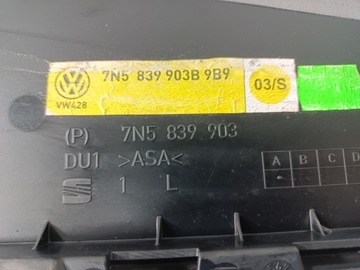 7N5 839 903B 9B9
03/S
VW428
(P) 7N5 839 903
DU1 >ASA<
A B C D
1 L